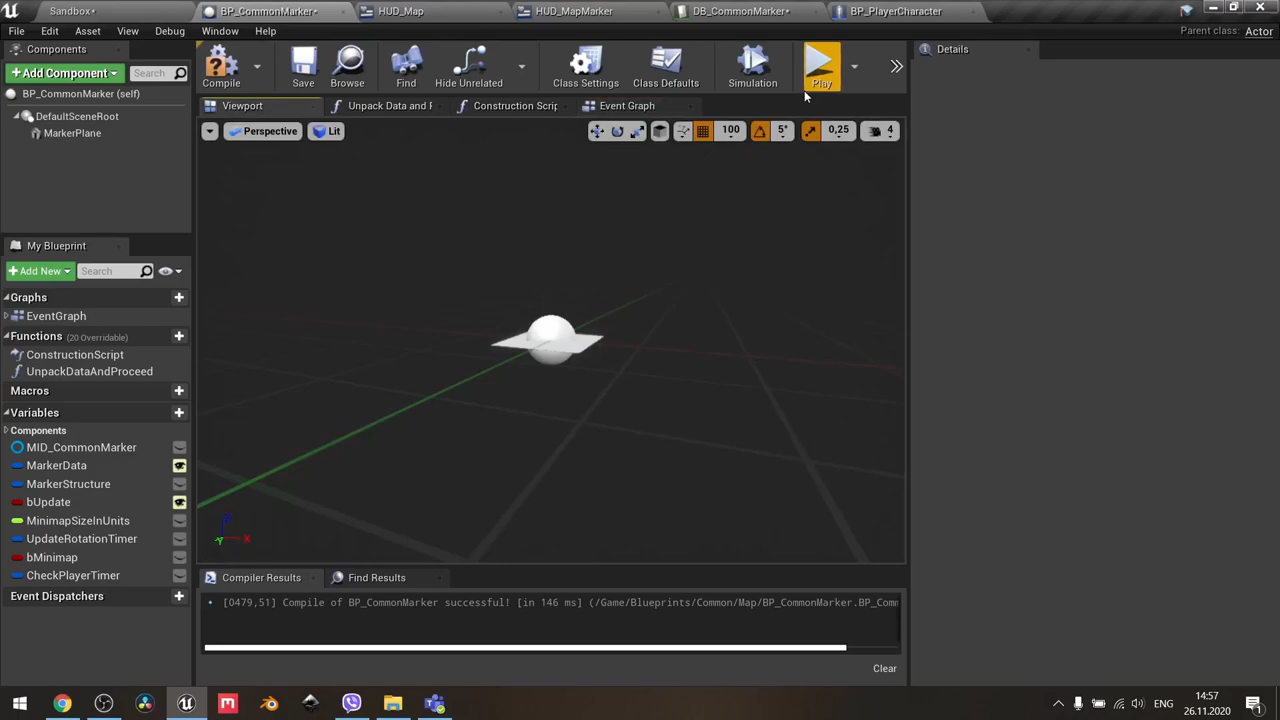 Sandbox•
BP_CommonMarker•
HUD_Map
HUD_MapMarker
DB_CommonMarker•
BP_PlayerCharacter
File Edit Asset View Debug Window Help
Parent class: Actor
Components
Add Component
Search
BP_CommonMarker (self)
DefaultSceneRoot
MarkerPlane
Compile
Save
Browse
Find
Hide Unrelated
Class Settings
Class Defaults
Simulation
Play
Details
Viewport
Unpack Data and F
Construction Scrip
Event Graph
Perspective
Lit
100
5°
0,25
4
X
My Blueprint
Add New
Search
Graphs
EventGraph
Functions (20 Overridable)
ConstructionScript
UnpackDataAndProceed
Macros
Variables
Components
MID_CommonMarker
MarkerData
MarkerStructure
bUpdate
MinimapSizeInUnits
UpdateRotationTimer
bMinimap
CheckPlayerTimer
Event Dispatchers
Compiler Results
Find Results
[0479,51] Compile of BP_CommonMarker successful! [in 146 ms] (/Game/Blueprints/Common/Map/BP_CommonMarker.BP_Comm
Clear
ENG
14:57
26.11.2020